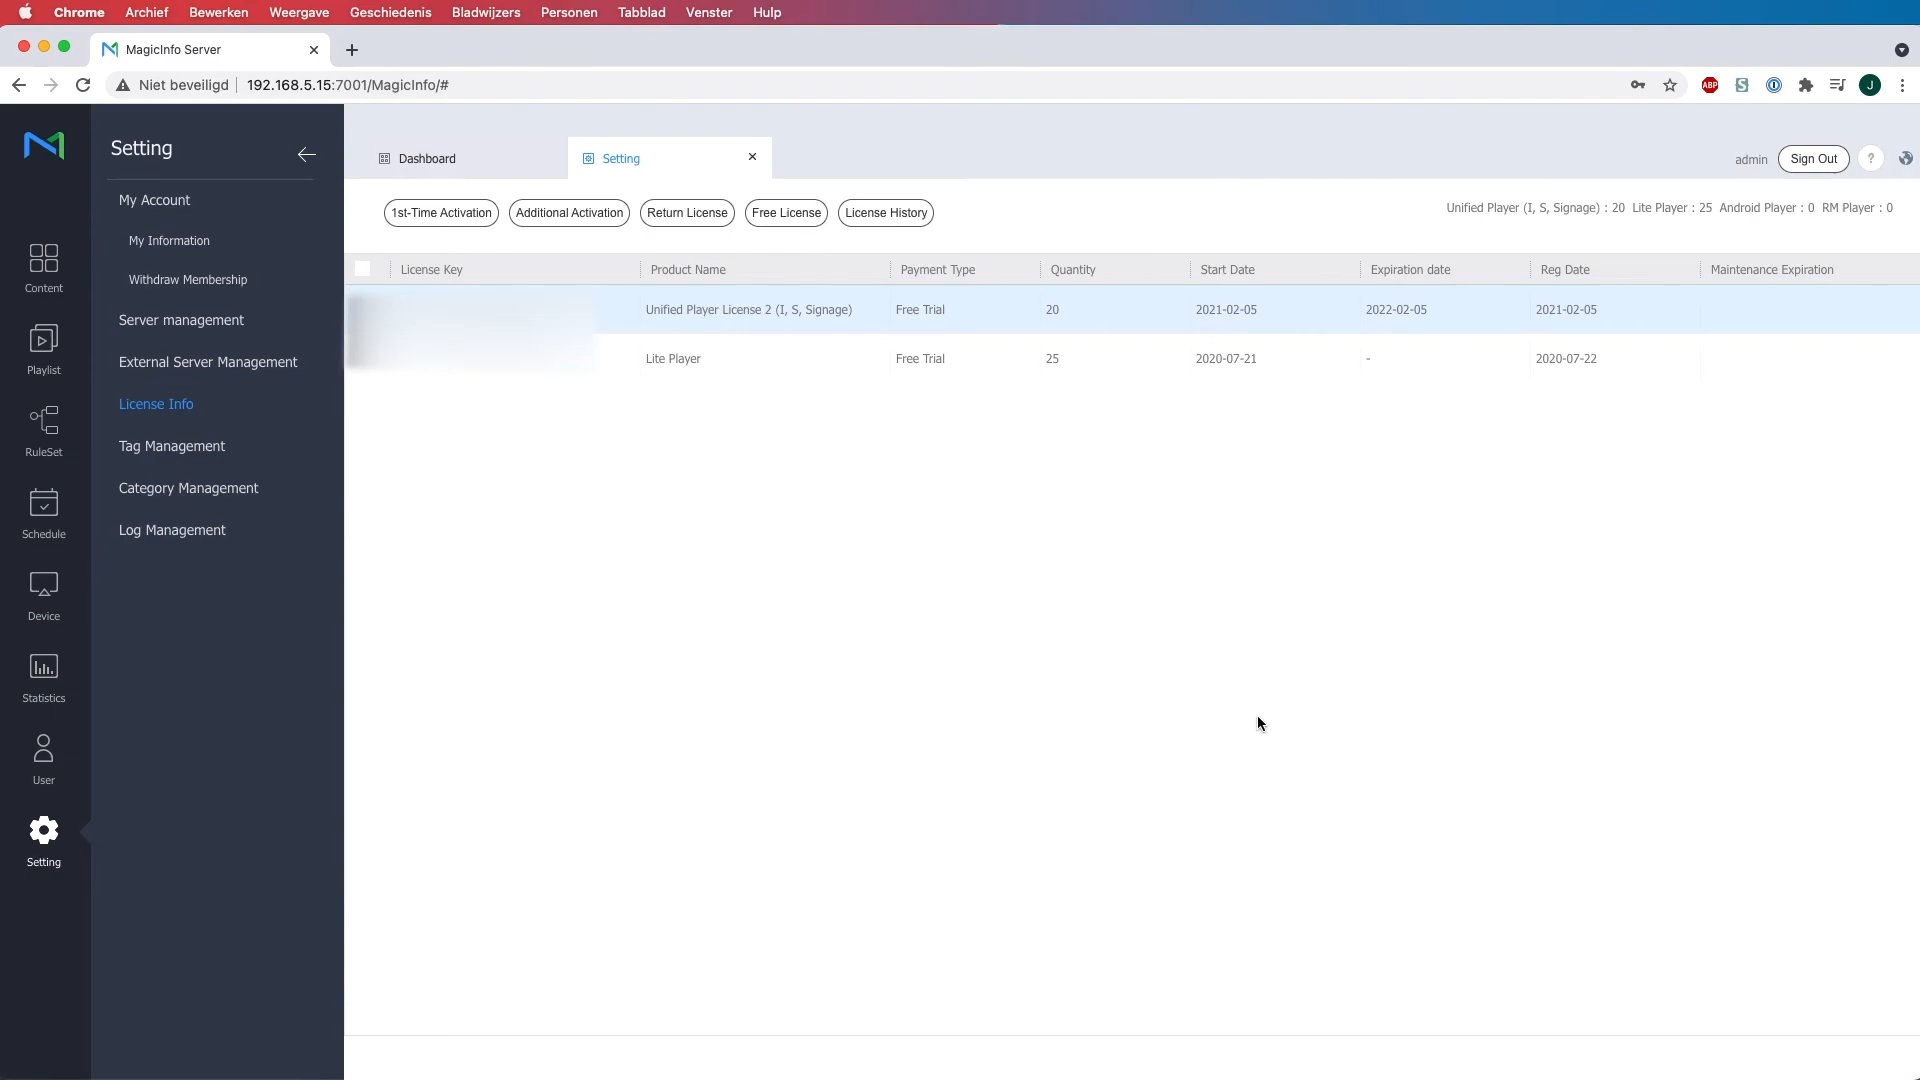 Chrome Archief Bewerken Weergave Geschiedenis Bladwijzers Personen Tabblad Venster Hulp
MagicInfo Server
Niet beveiligd 192.168.5.15:7001/MagicInfo/#
ABP S J
Setting
Dashboard
Setting
admin
Sign Out
?
My Account
My Information
Withdraw Membership
Server management
External Server Management
License Info
Tag Management
Category Management
Log Management
Content
Playlist
RuleSet
Schedule
Device
Statistics
User
Setting
1st-Time Activation Additional Activation Return License Free License License History
Unified Player (I, S, Signage) : 20 Lite Player : 25 Android Player : 0 RM Player : 0
License Key Product Name Payment Type Quantity Start Date Expiration date Reg Date Maintenance Expiration
Unified Player License 2 (I, S, Signage) Free Trial 20 2021-02-05 2022-02-05 2021-02-05
Lite Player Free Trial 25 2020-07-21 - 2020-07-22